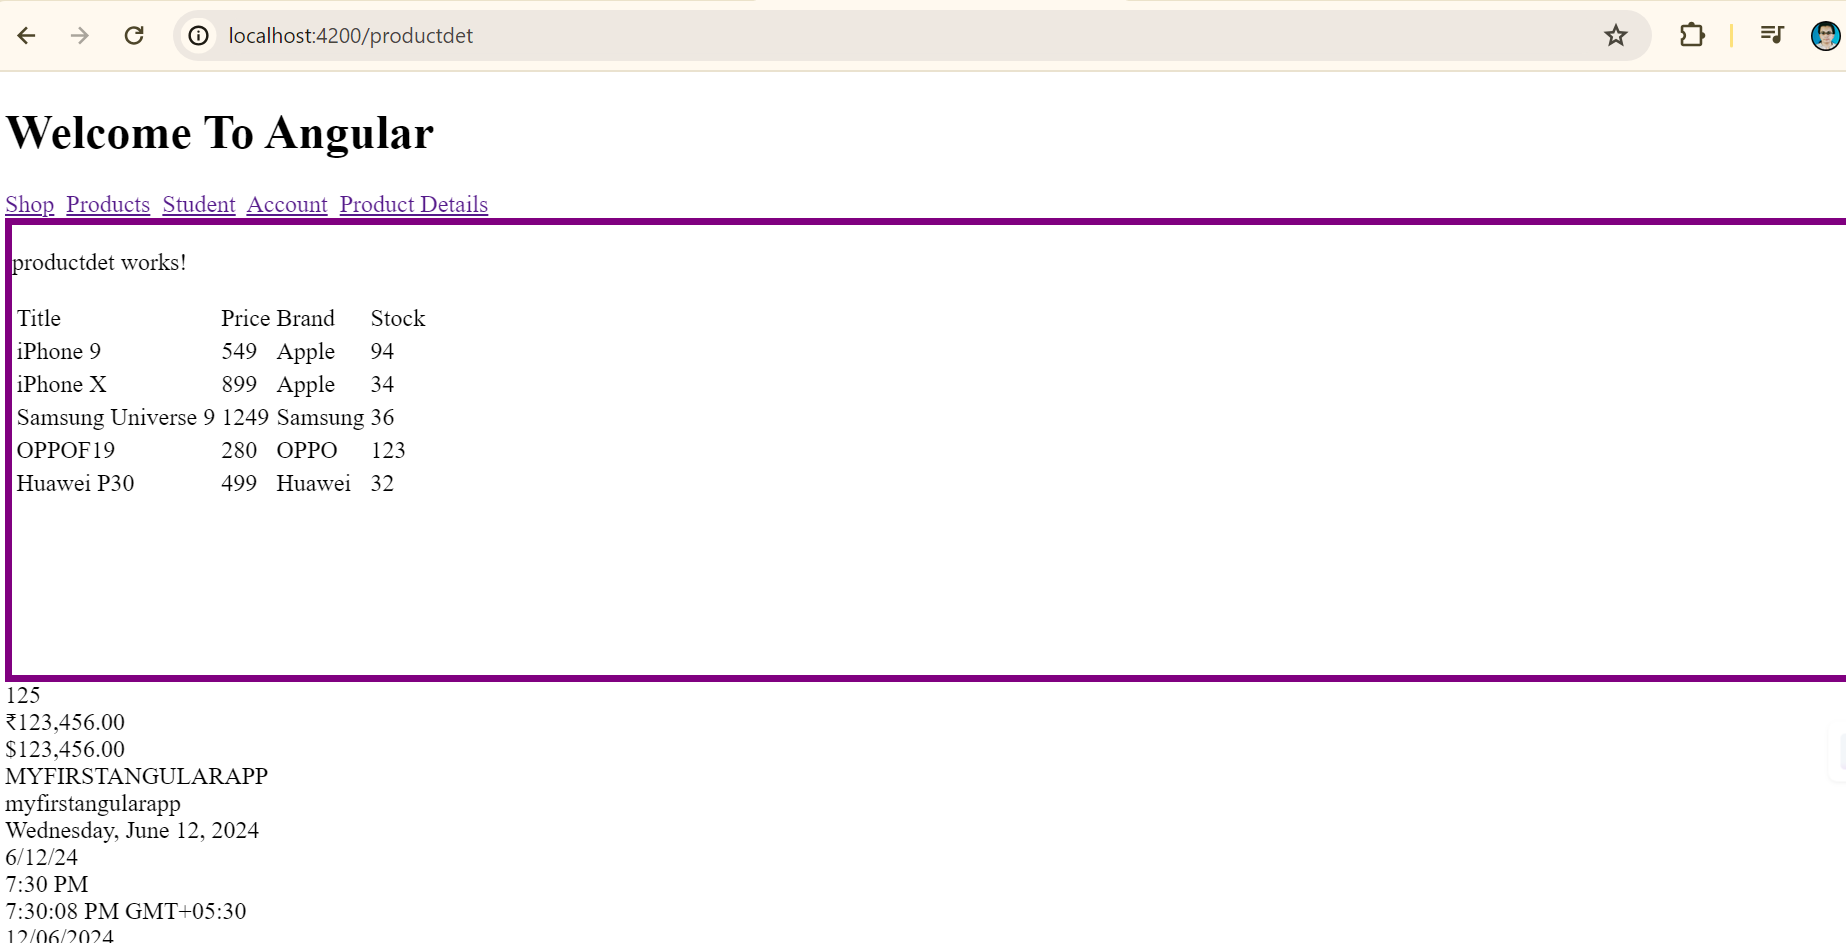 localhost:4200/productdet
Welcome To Angular
Shop Products Student Account Product Details
productdet works!
Title Price Brand Stock
iPhone 9 549 Apple 94
iPhone X 899 Apple 34
Samsung Universe 9 1249 Samsung 36
OPPOF19 280 OPPO 123
Huawei P30 499 Huawei 32
125
₹123,456.00
$123,456.00
MYFIRSTANGULARAPP
myfirstangularapp
Wednesday, June 12, 2024
6/12/24
7:30 PM
7:30:08 PM GMT+05:30
12/06/2024